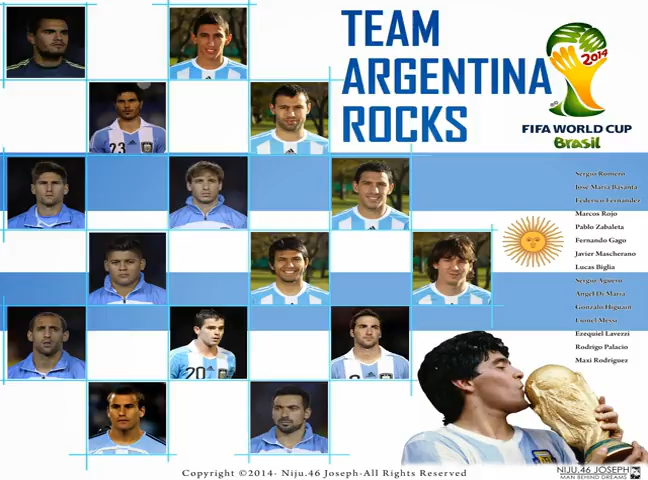 TEAM
ARGENTINA
ROCKS
2014
FIFA WORLD CUP
Brasil
23
Sergio Romero
Jose Maria Basanta
Federico Fernandez
Marcos Rojo
Pablo Zabaleta
Fernando Gago
Javier Mascherano
Lucas Biglia
Sergio Aguero
Angel Di Maria
Gonzalo Higuain
Lionel Messi
Ezequiel Lavezzi
Rodrigo Palacio
Maxi Rodriguez
20
Copyright ©2014- Niju.46 Joseph-All Rights Reserved
NIJU.46 JOSEPH
MAN BEHIND DREAMS